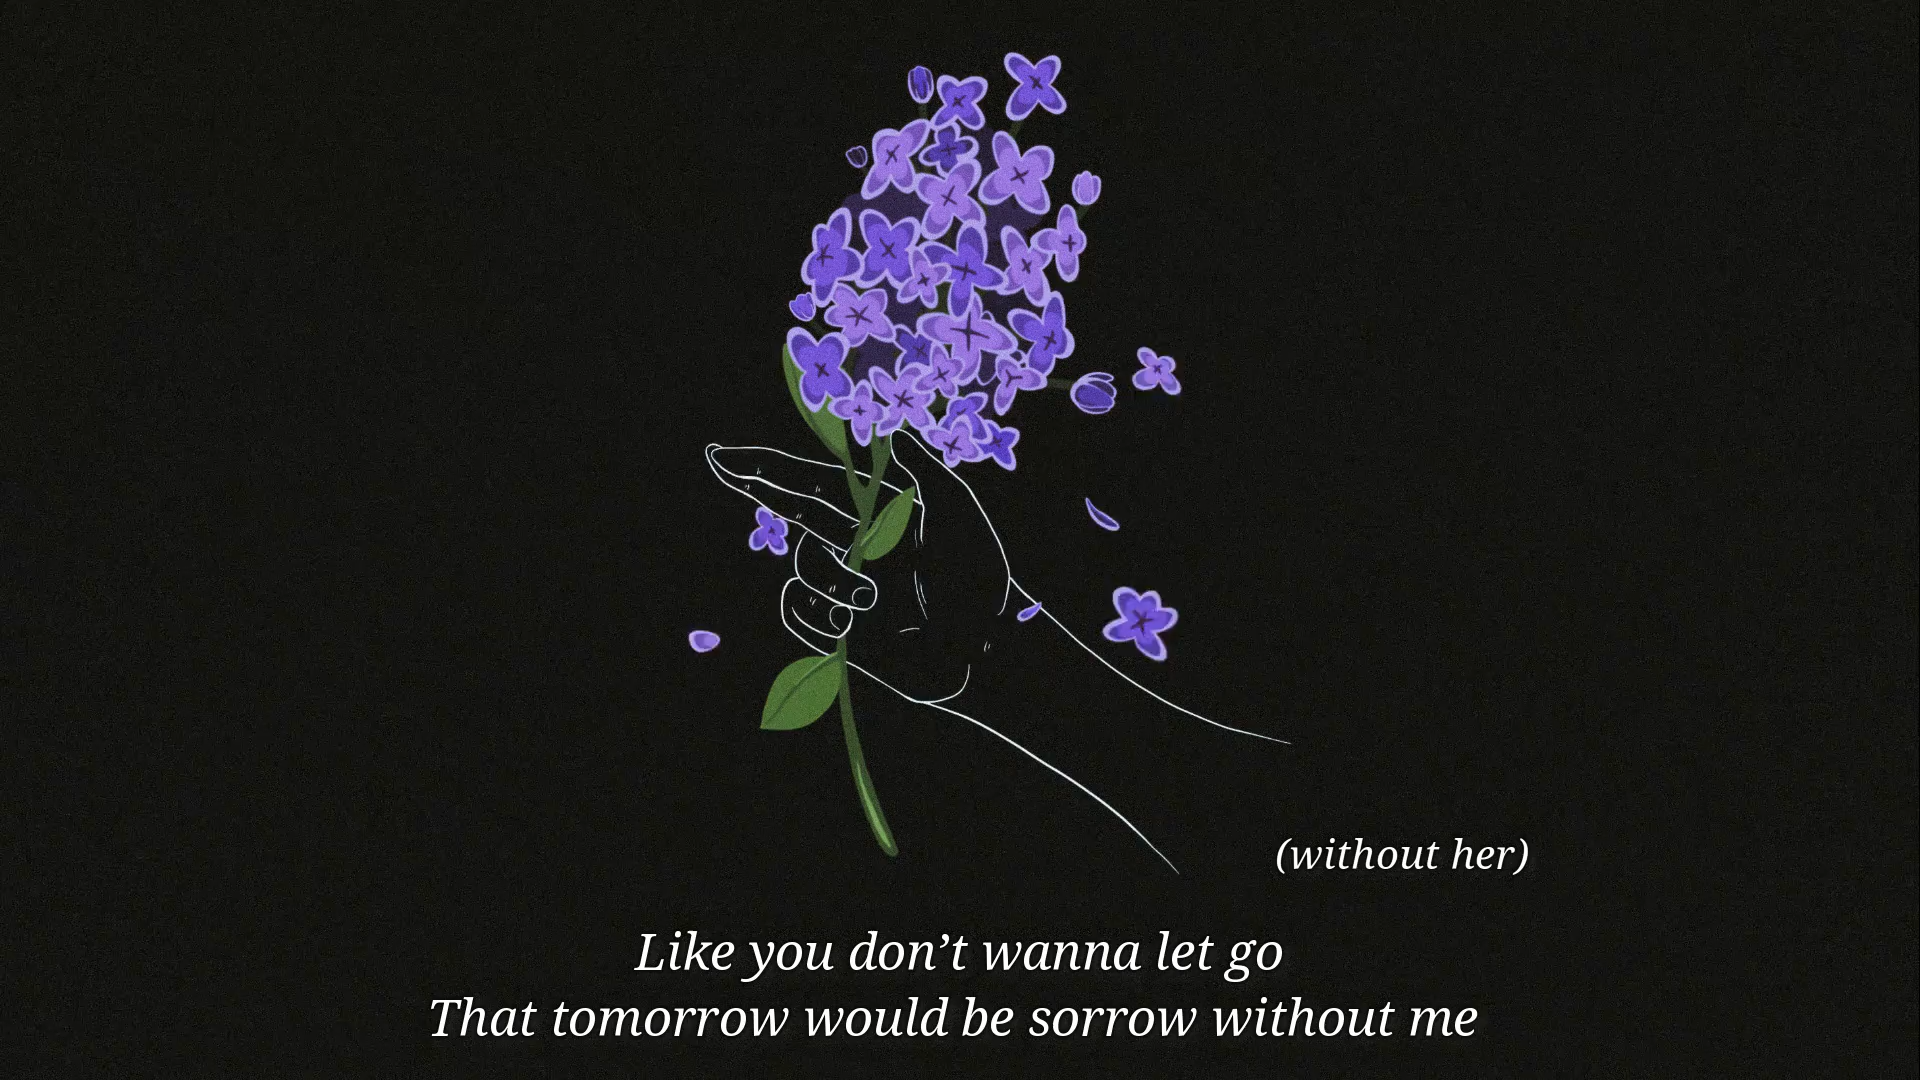 (without her)
Like you don’t wanna let go
That tomorrow would be sorrow without me